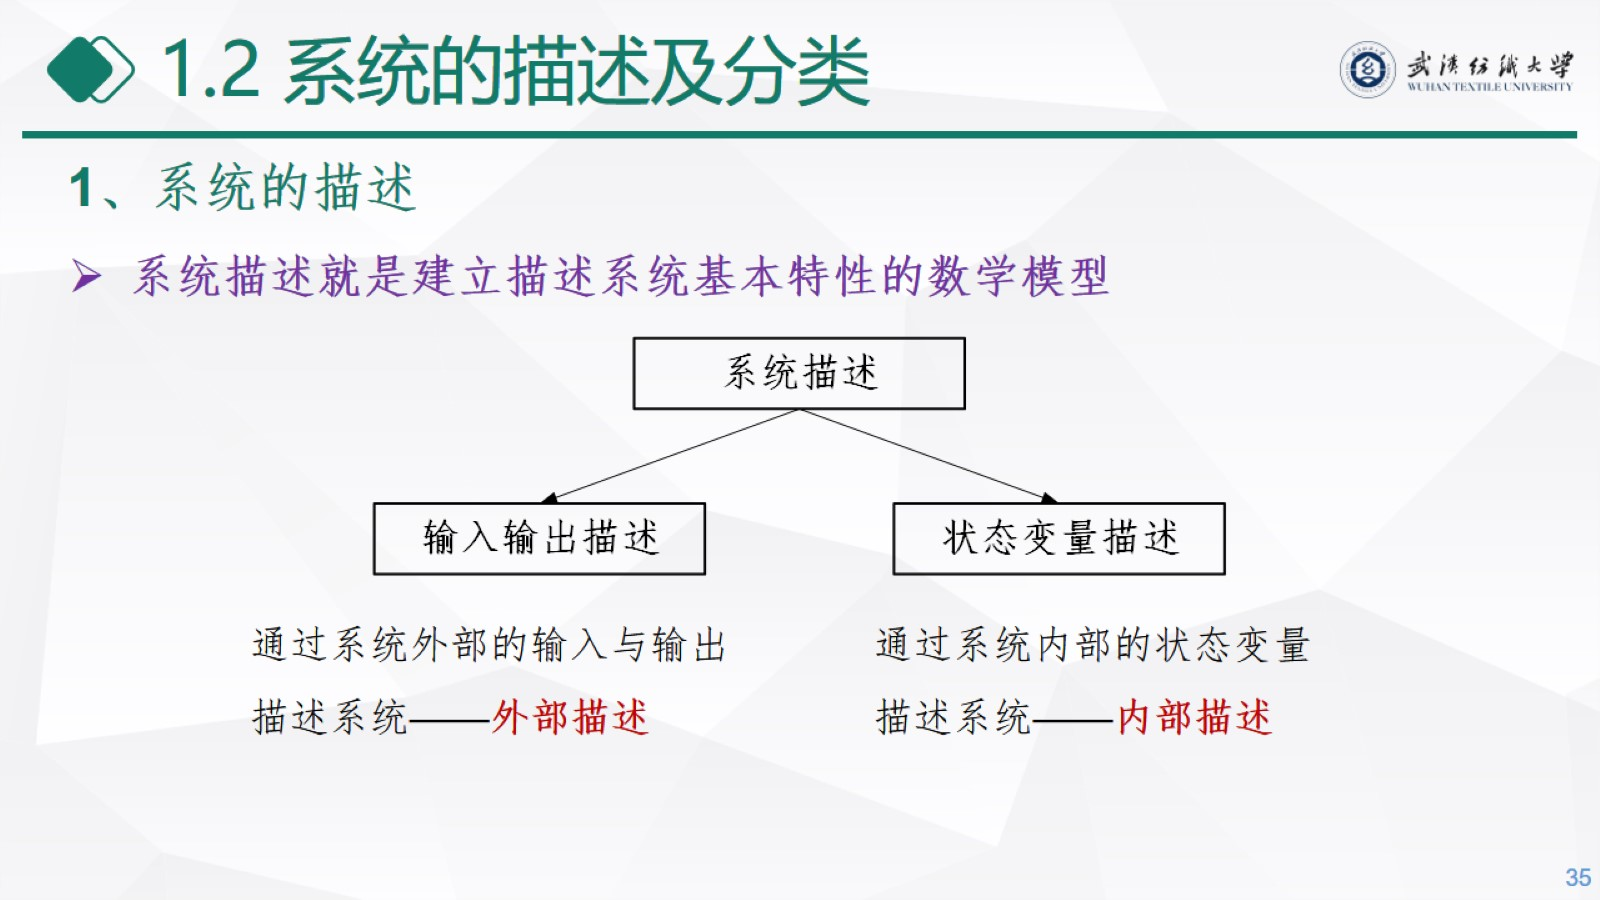 1.2 系统的描述及分类
武汉纺织大学
WUHAN TEXTILE UNIVERSITY
1、系统的描述
系统描述就是建立描述系统基本特性的数学模型
系统描述
输入输出描述
状态变量描述
通过系统外部的输入与输出
描述系统——外部描述
通过系统内部的状态变量
描述系统——内部描述
35